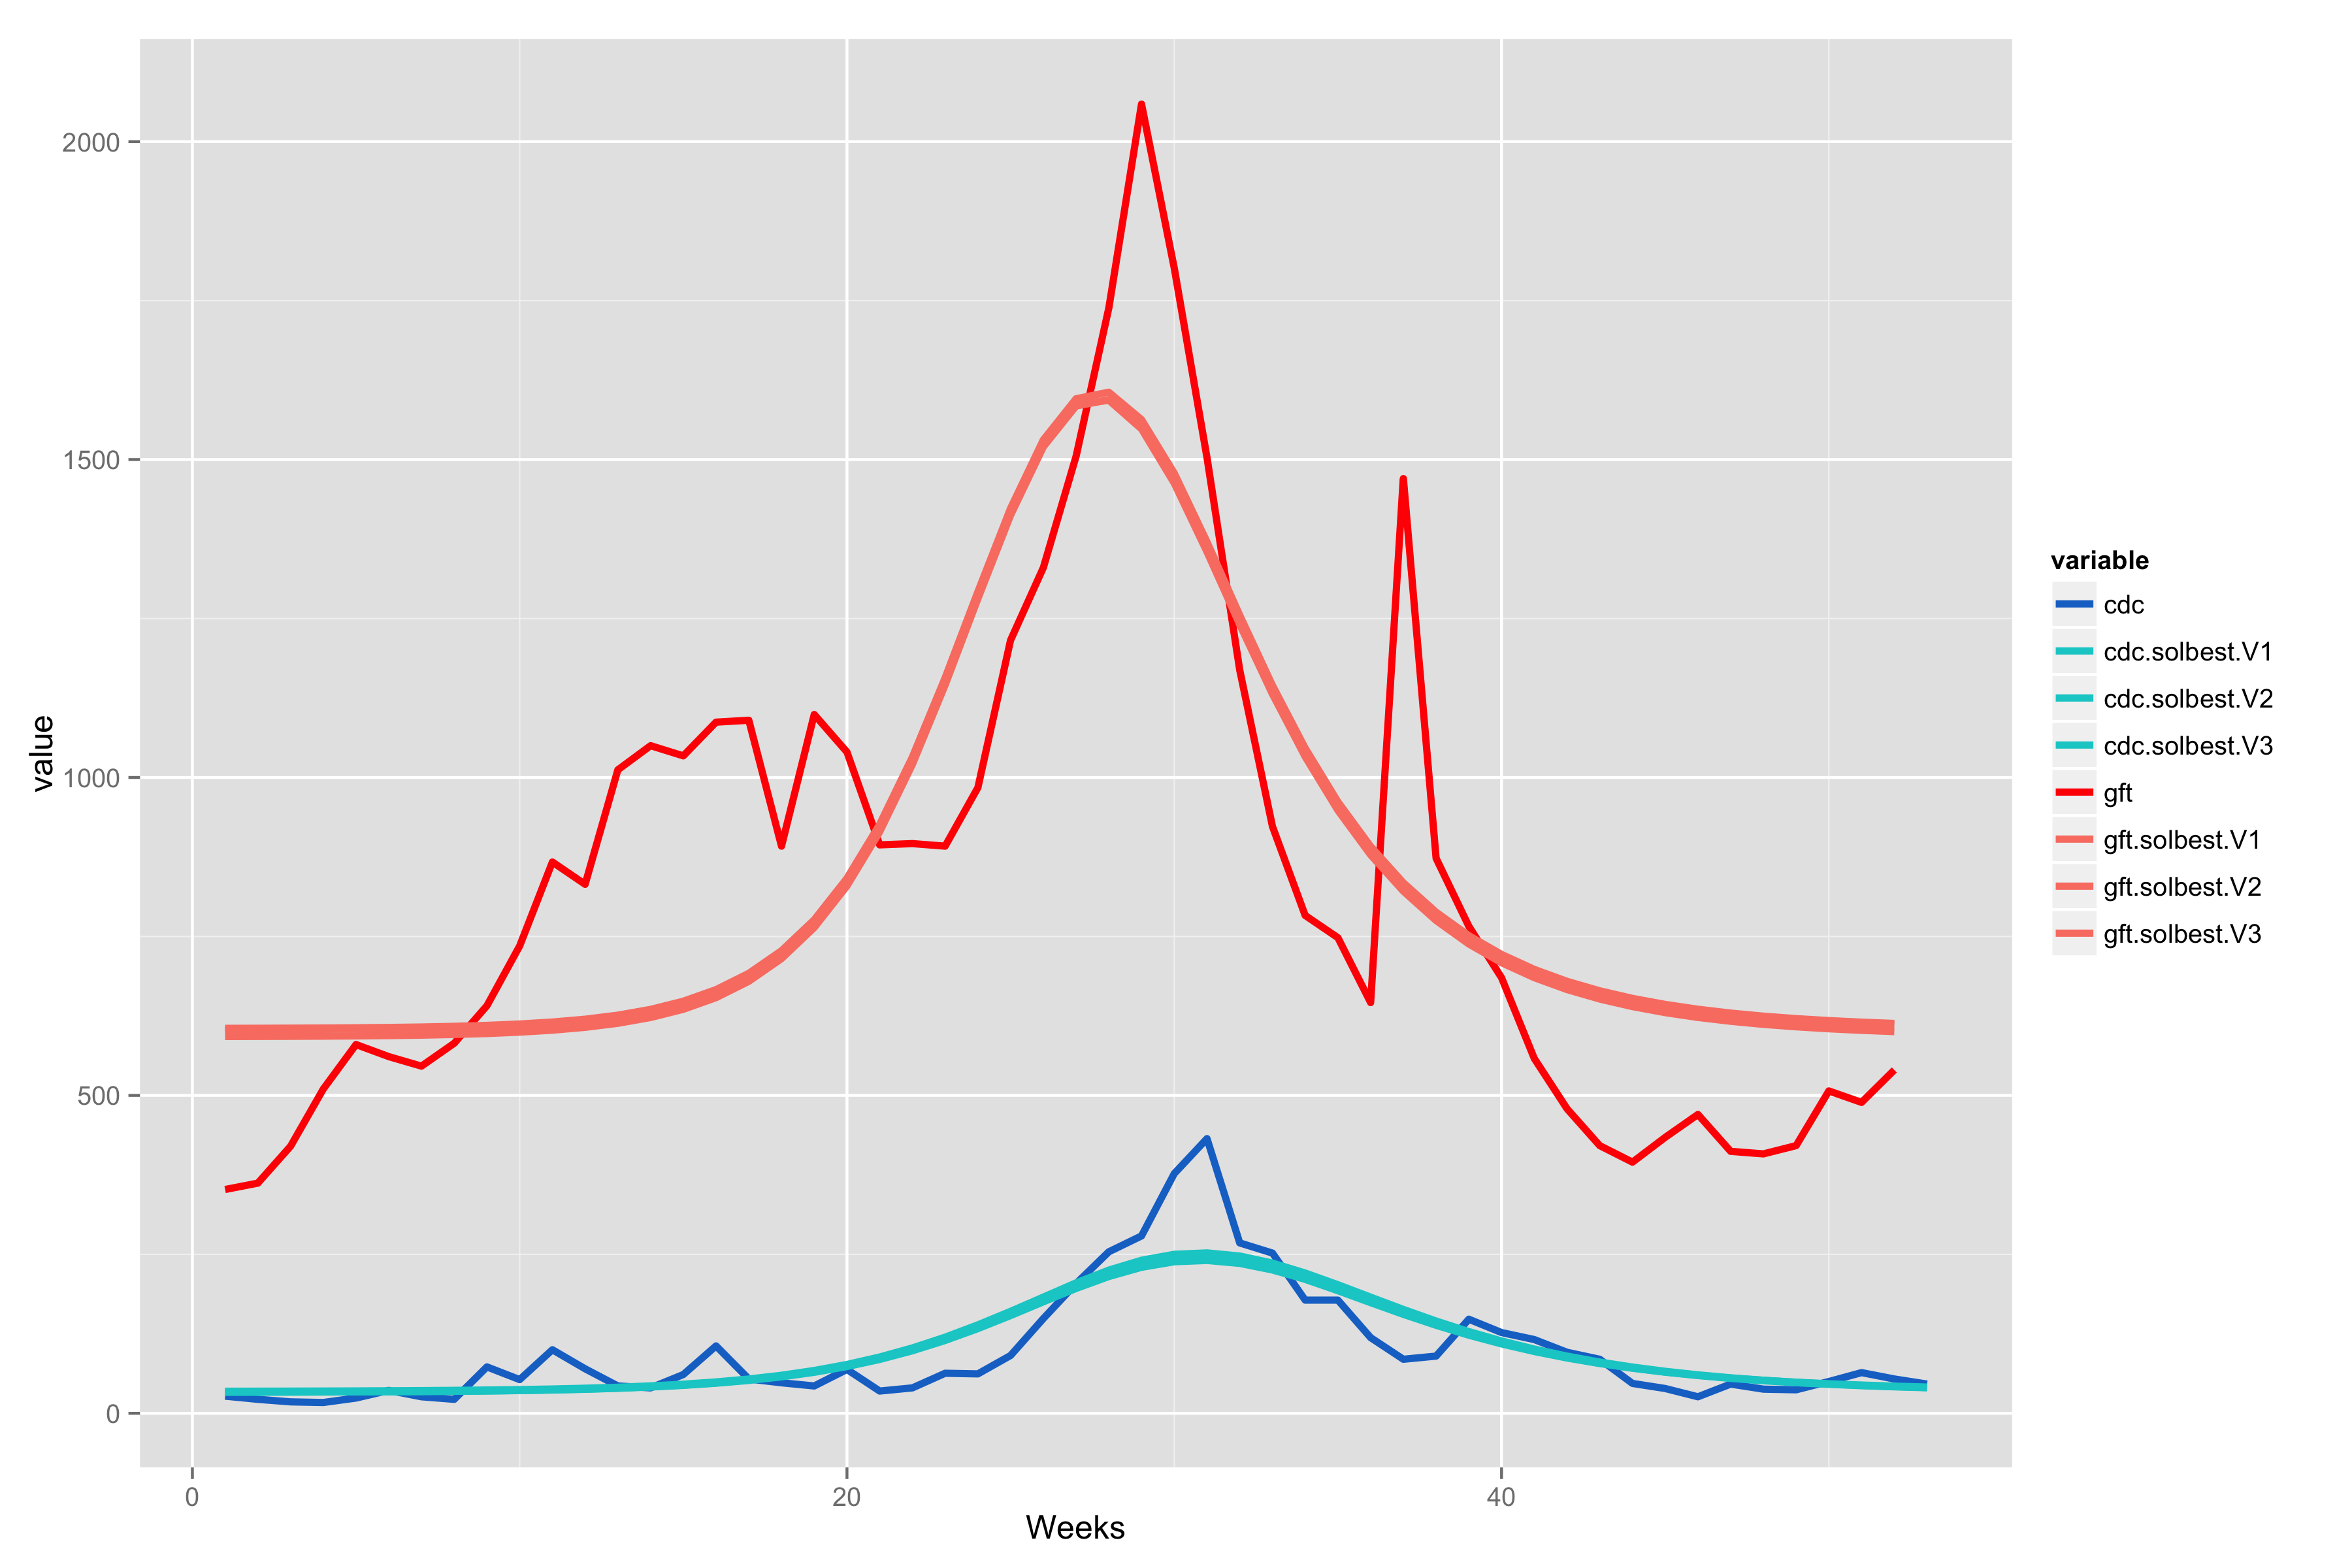 2000
1500
1000
500
0
value
0
20
40
Weeks
variable
cdc
cdc.solbest.V1
cdc.solbest.V2
cdc.solbest.V3
gft
gft.solbest.V1
gft.solbest.V2
gft.solbest.V3